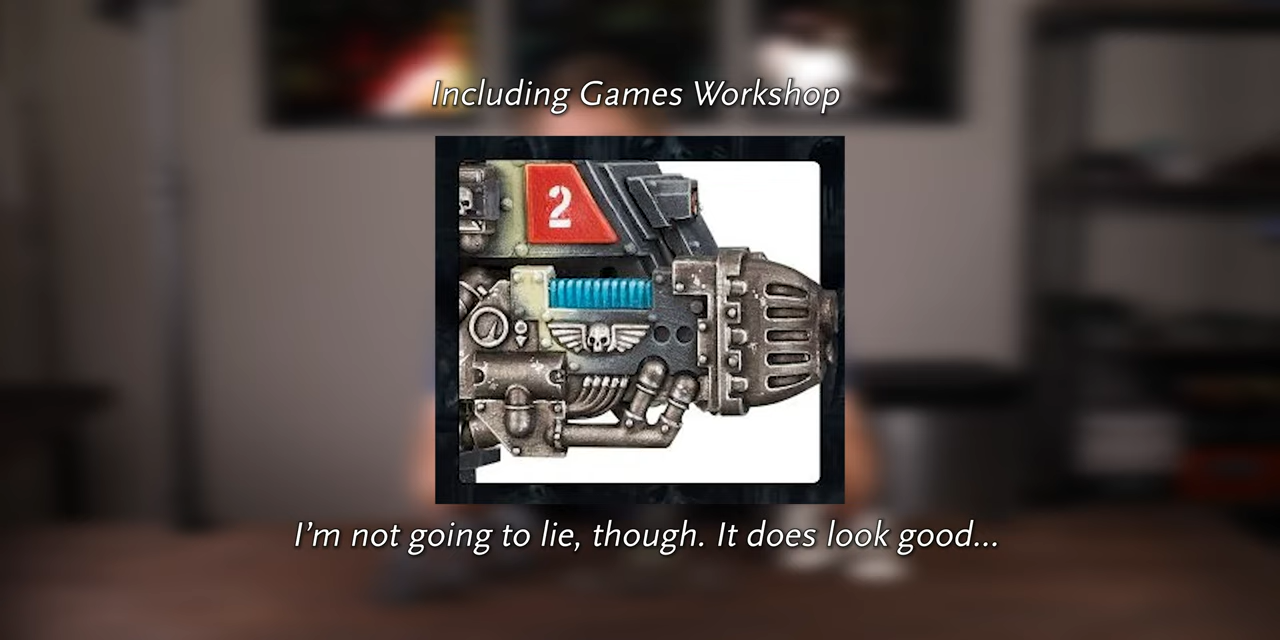 Including Games Workshop
2
I'm not going to lie, though. It does look good...